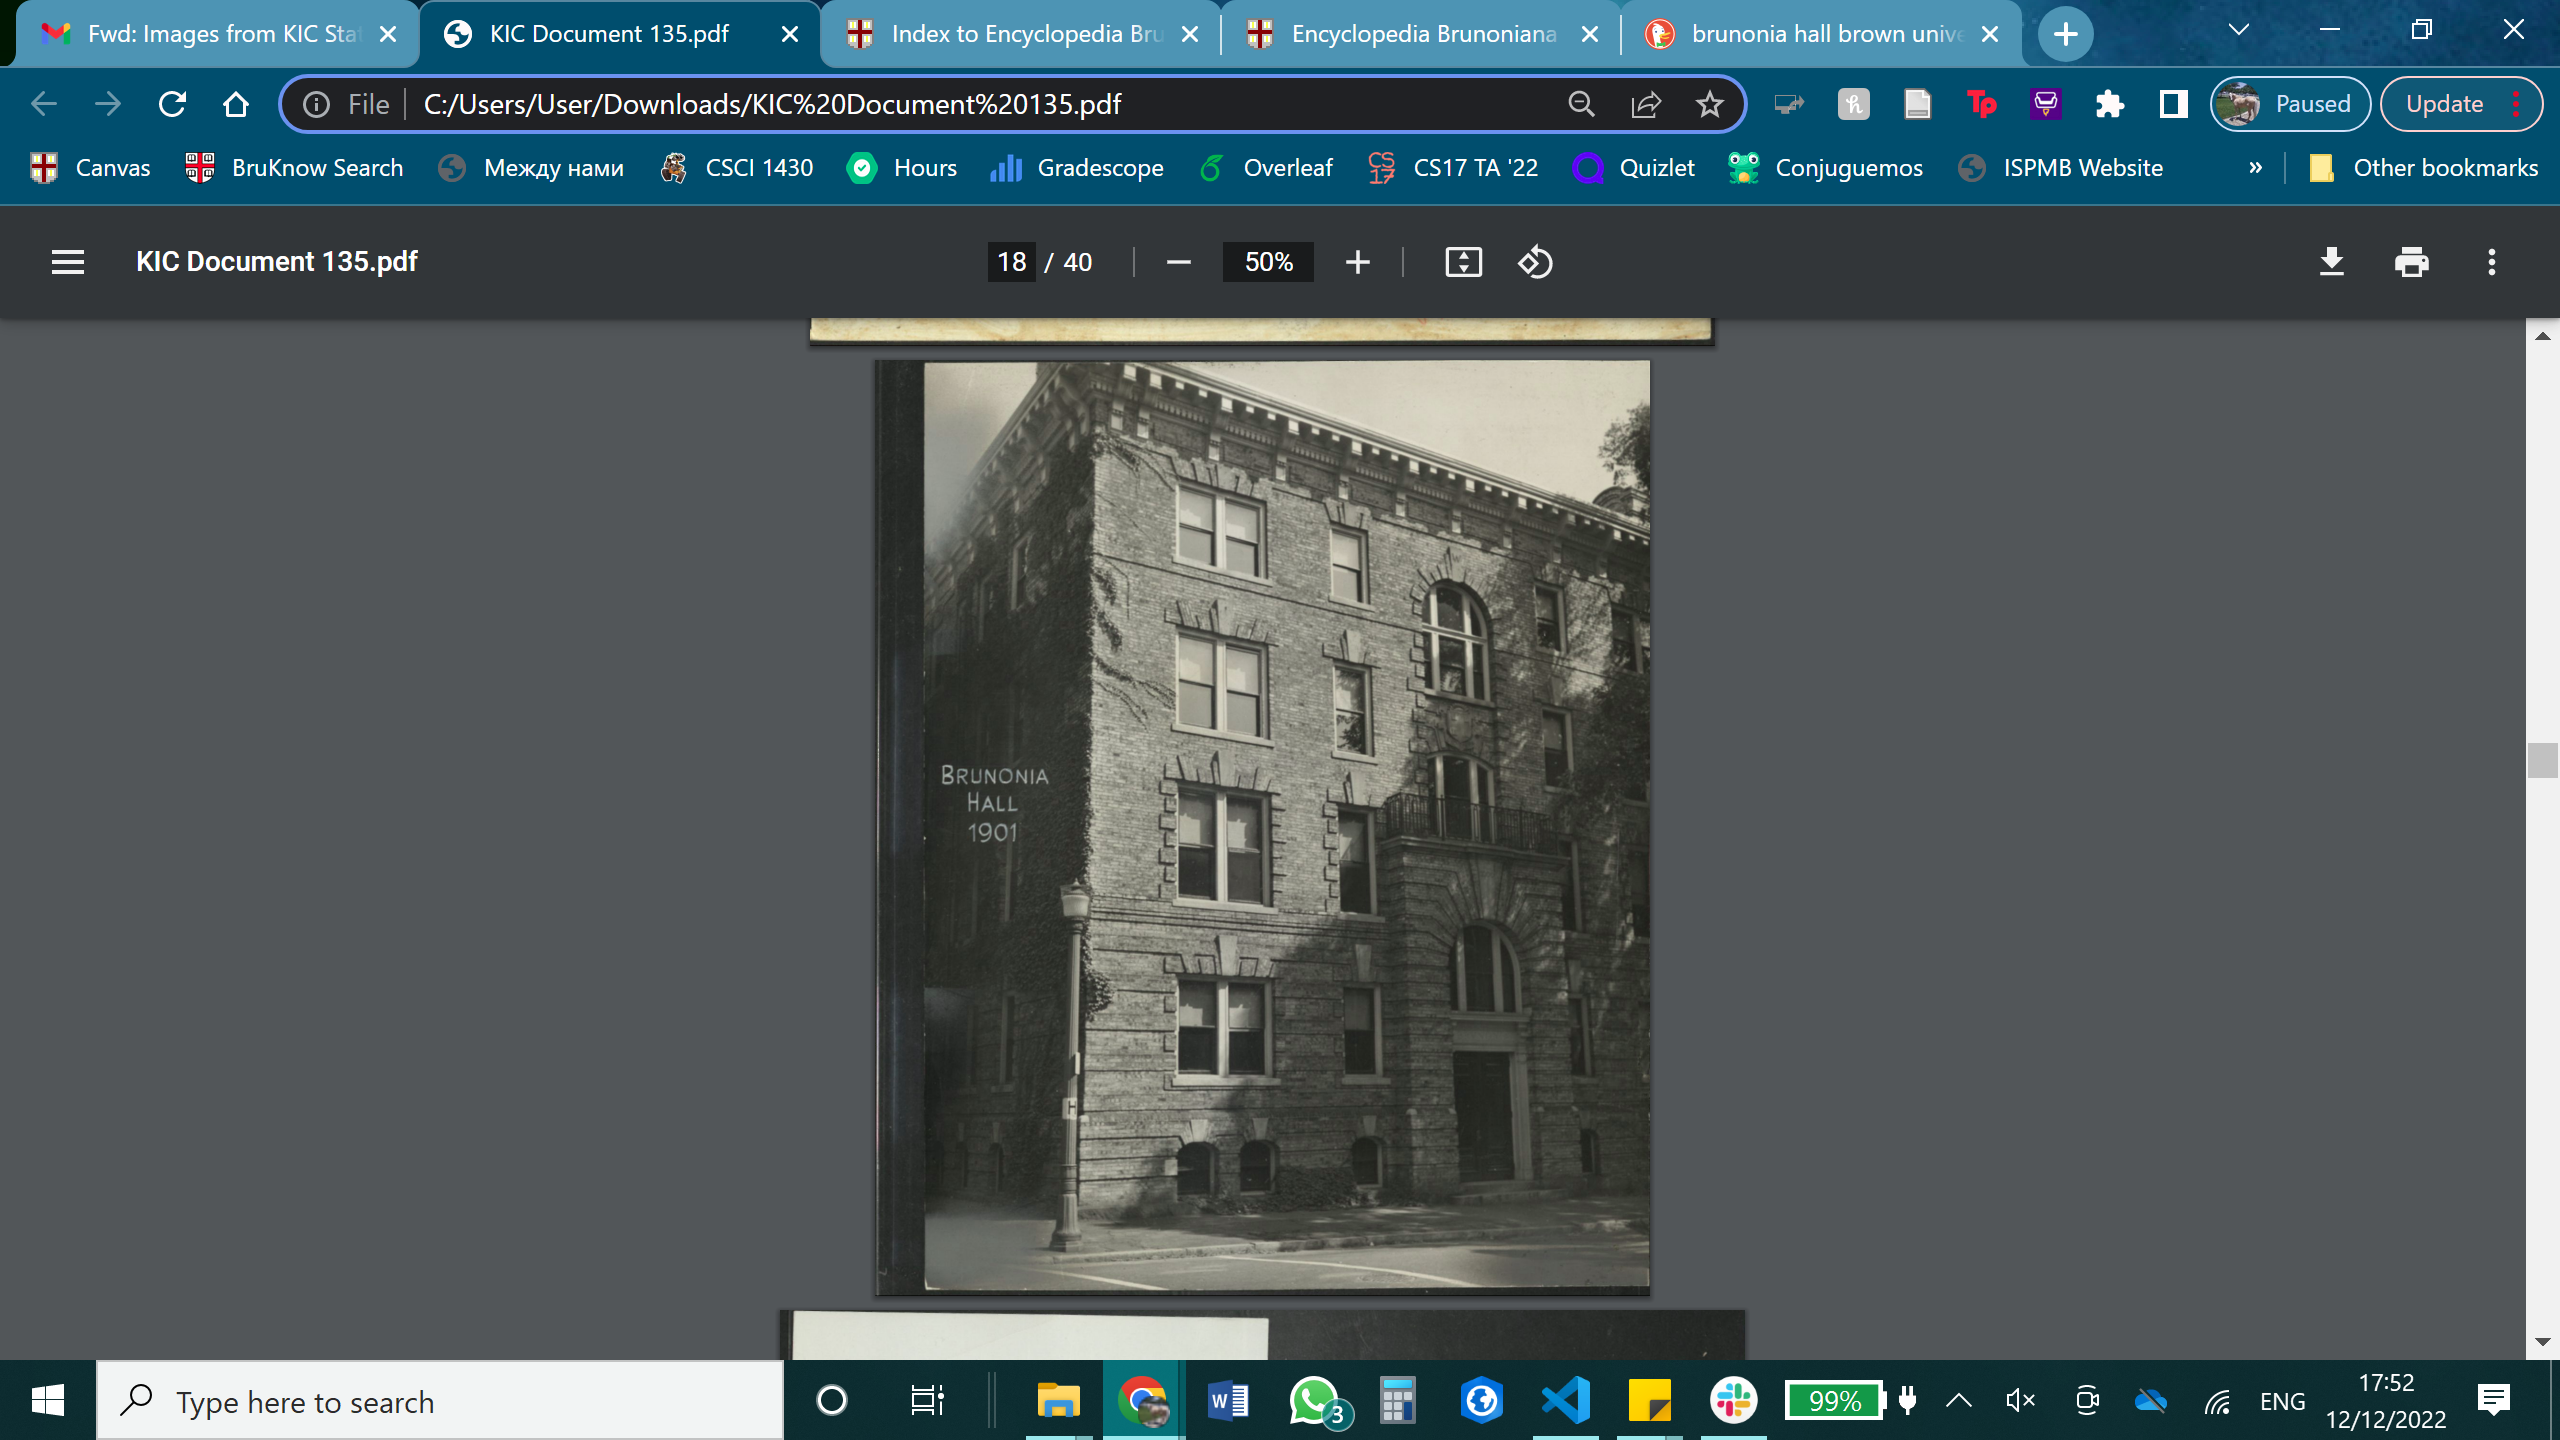 Fwd: Images from KIC Stat
KIC Document 135.pdf
Index to Encyclopedia Bru
Encyclopedia Brunoniana
brunonia hall brown unive
File
C:/Users/User/Downloads/KIC%20Document%20135.pdf
Tp
Paused
Update
Canvas
BruKnow Search
Между нами
CSCI 1430
Hours
Gradescope
Overleaf
CS17
CS17 TA '22
Quizlet
Conjuguemos
ISPMB Website
»
Other bookmarks
KIC Document 135.pdf
18 / 40
50%
BRUNONIA
HALL
1901
H
Type here to search
W
3
99%
ENG
17:52
12/12/2022